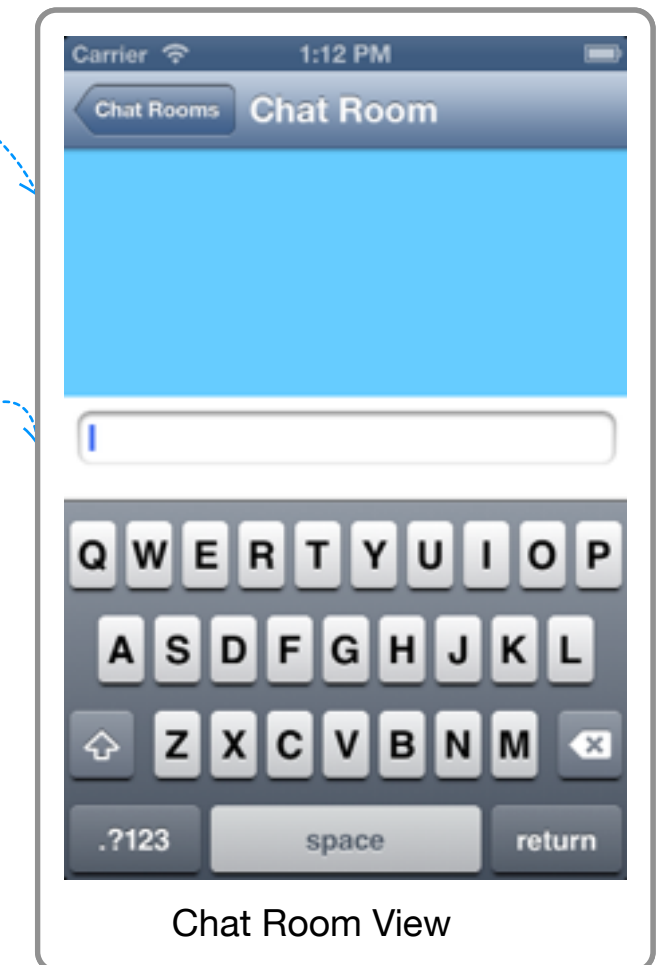 Carrier 1:12 PM
Chat Rooms Chat Room
Q W E R T Y U I O P
A S D F G H J K L
Z X C V B N M
.?123 space return
Chat Room View